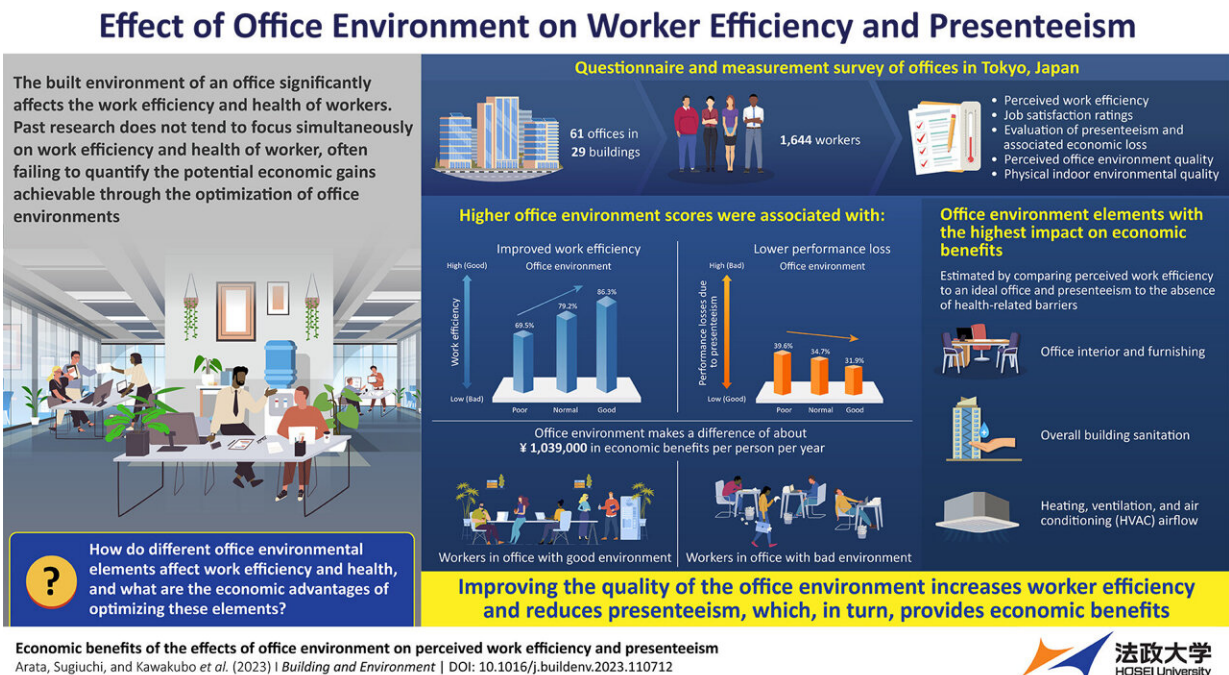 Effect of Office Environment on Worker Efficiency and Presenteeism
The built environment of an office significantly
affects the work efficiency and health of workers.
Past research does not tend to focus simultaneously
on work efficiency and health of worker, often
failing to quantify the potential economic gains
achievable through the optimization of office
environments
?
How do different office environmental
elements affect work efficiency and health,
and what are the economic advantages of
optimizing these elements?
Questionnaire and measurement survey of offices in Tokyo, Japan
61 offices in
29 buildings
1,644 workers
• Perceived work efficiency
• Job satisfaction ratings
• Evaluation of presenteeism and
associated economic loss
• Perceived office environment quality
• Physical indoor environmental quality
Higher office environment scores were associated with:
Improved work efficiency
High (Good)
Office environment
Work efficiency
69.5%
79.2%
86.3%
Low (Bad)
Poor
Normal
Good
Lower performance loss
High (Bad)
Office environment
Performance losses due
to presenteeism
39.6%
34.7%
31.9%
Low (Good)
Poor
Normal
Good
Office environment makes a difference of about
¥ 1,039,000 in economic benefits per person per year
Workers in office with good environment
Workers in office with bad environment
Office environment elements with
the highest impact on economic
benefits
Estimated by comparing perceived work efficiency
to an ideal office and presenteeism to the absence
of health-related barriers
Office interior and furnishing
Overall building sanitation
Heating, ventilation, and air
conditioning (HVAC) airflow
Improving the quality of the office environment increases worker efficiency
and reduces presenteeism, which, in turn, provides economic benefits
Economic benefits of the effects of office environment on perceived work efficiency and presenteeism
Arata, Sugiuchi, and Kawakubo et al. (2023) I Building and Environment | DOI: 10.1016/j.buildenv.2023.110712
法政大学
HOSEI University